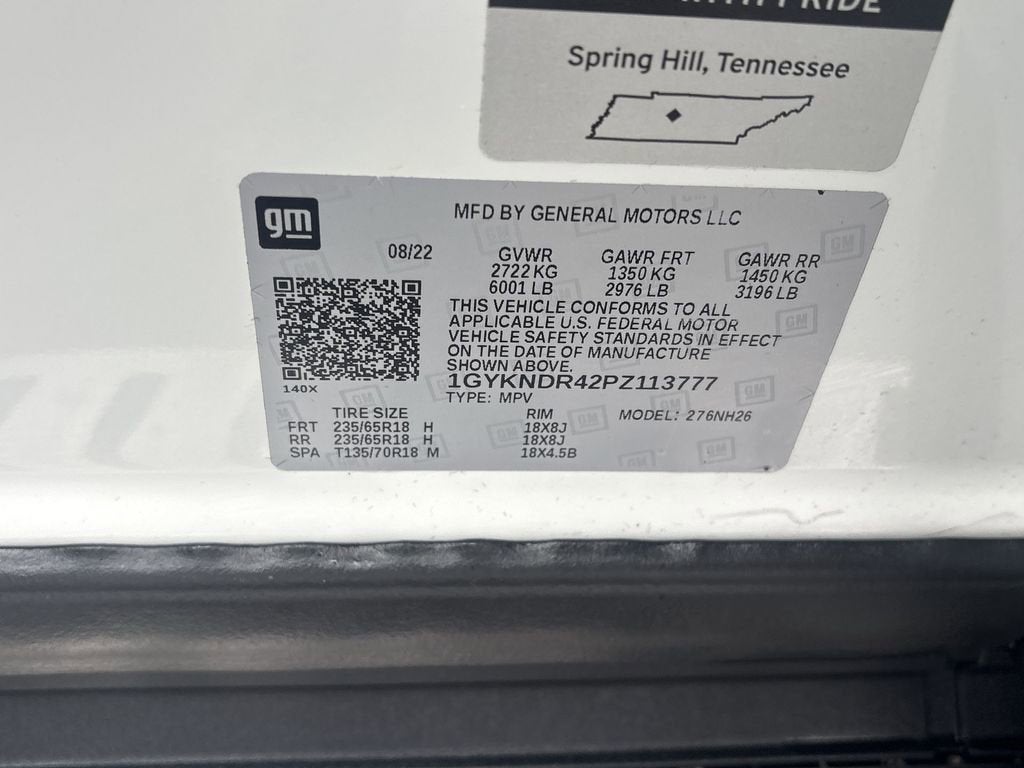 PRIDE
Spring Hill, Tennessee
gm
MFD BY GENERAL MOTORS LLC
08/22 GVWR GAWR FRT GAWR RR
2722 KG 1350 KG 1450 KG
6001 LB 2976 LB 3196 LB
THIS VEHICLE CONFORMS TO ALL
APPLICABLE U.S. FEDERAL MOTOR
VEHICLE SAFETY STANDARDS IN EFFECT
ON THE DATE OF MANUFACTURE
SHOWN ABOVE.
140X 1GYKNDR42PZ113777
TYPE: MPV
TIRE SIZE RIM MODEL: 276NH26
FRT 235/65R18 H 18X8J
RR 235/65R18 H 18X8J
SPA T135/70R18 M 18X4.5B